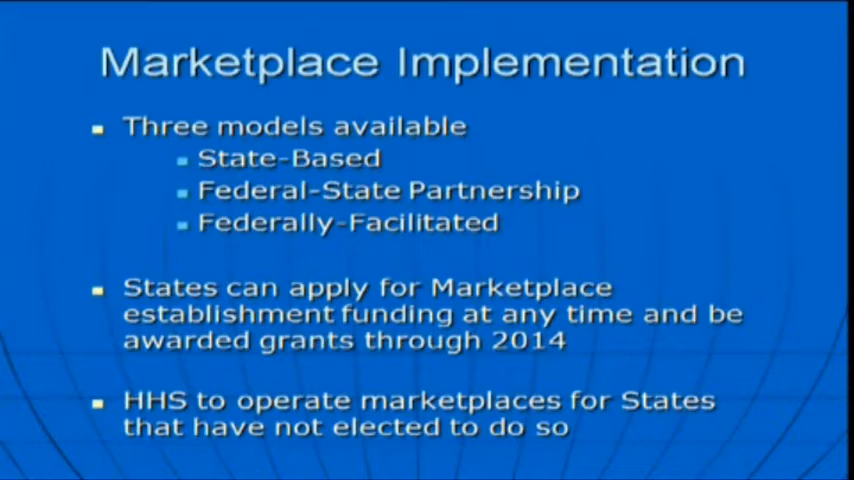 Marketplace Implementation
Three models available
State-Based
Federal-State Partnership
Federally-Facilitated
States can apply for Marketplace
establishment funding at any time and be
awarded grants through 2014
HHS to operate marketplaces for States
that have not elected to do so